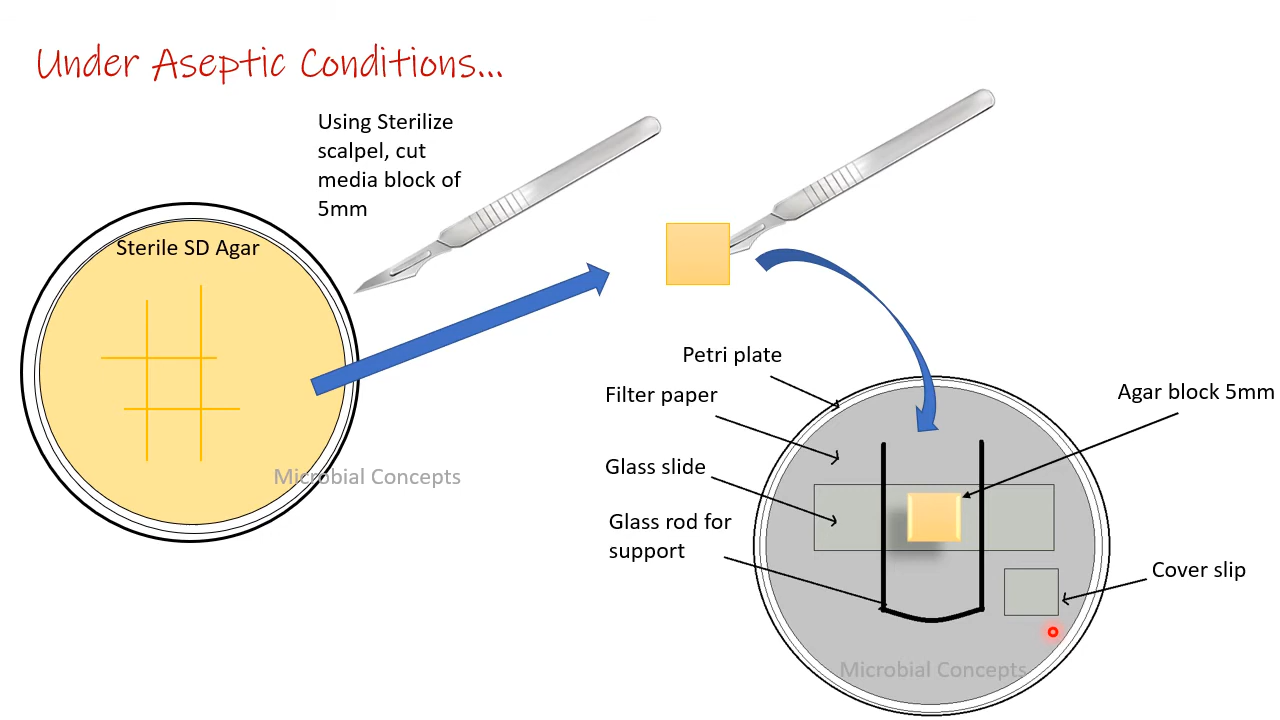 Under Aseptic Conditions...
Using Sterilize
scalpel, cut
media block of
5mm
Sterile SD Agar
Microbial Concepts
Petri plate
Filter paper
Glass slide
Glass rod for
support
Agar block 5mm
Cover slip
Microbial Concepts